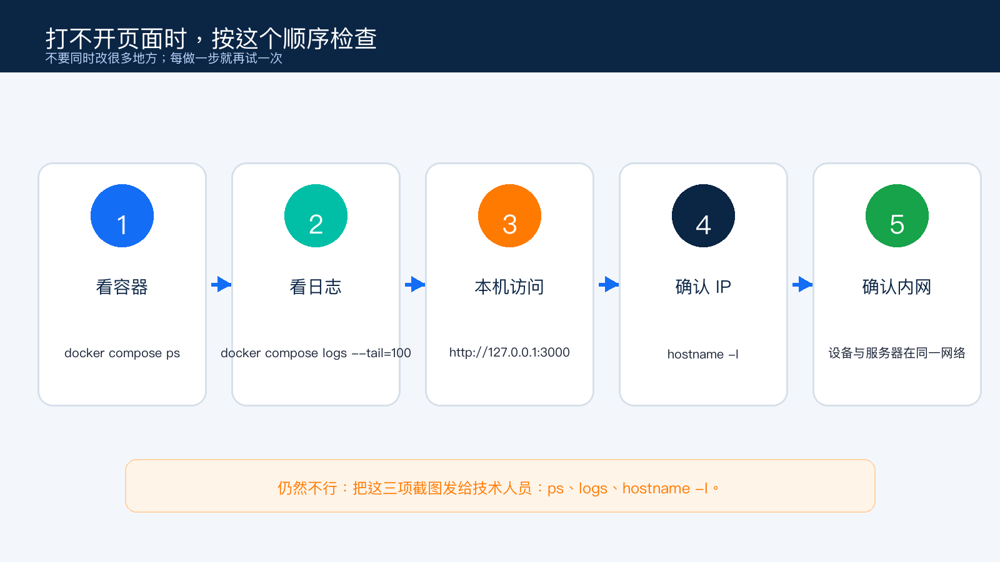 打不开页面时，按这个顺序检查
不要同时改很多地方；每做一步就再试一次
1
看容器
docker compose ps
2
看日志
docker compose logs --tail=100
3
本机访问
http://127.0.0.1:3000
4
确认 IP
hostname -I
5
确认内网
设备与服务器在同一网络
仍然不行：把这三项截图发给技术人员：ps、logs、hostname -I。